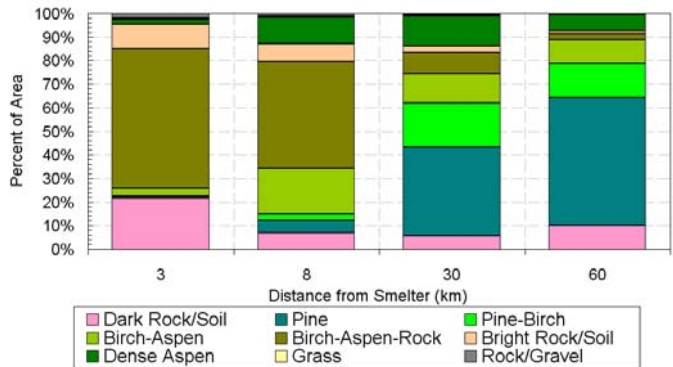 100%
90%
80%
70%
60%
50%
40%
30%
20%
10%
0%
Percent of Area
3 8 30 60
Distance from Smelter (km)
Dark Rock/Soil Pine Pine-Birch
Birch-Aspen Birch-Aspen-Rock Bright Rock/Soil
Dense Aspen Grass Rock/Gravel